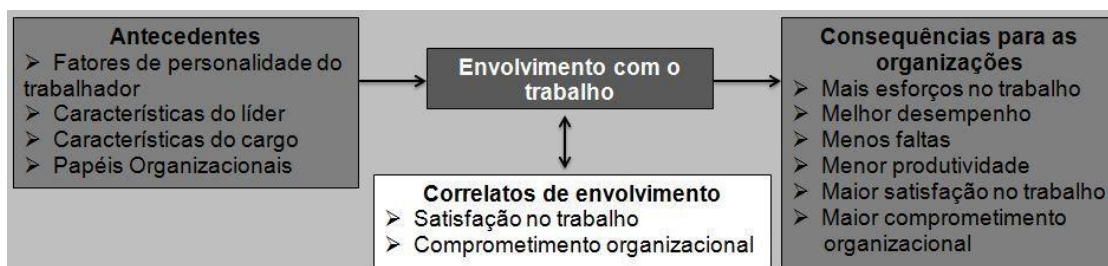 Antecedentes
➢ Fatores de personalidade do
trabalhador
➢ Características do líder
➢ Características do cargo
➢ Papéis Organizacionais
Envolvimento com o
trabalho
Correlatos de envolvimento
➢ Satisfação no trabalho
➢ Comprometimento organizacional
Consequências para as
organizações
➢ Mais esforços no trabalho
➢ Melhor desempenho
➢ Menos faltas
➢ Menor produtividade
➢ Maior satisfação no trabalho
➢ Maior comprometimento
organizacional